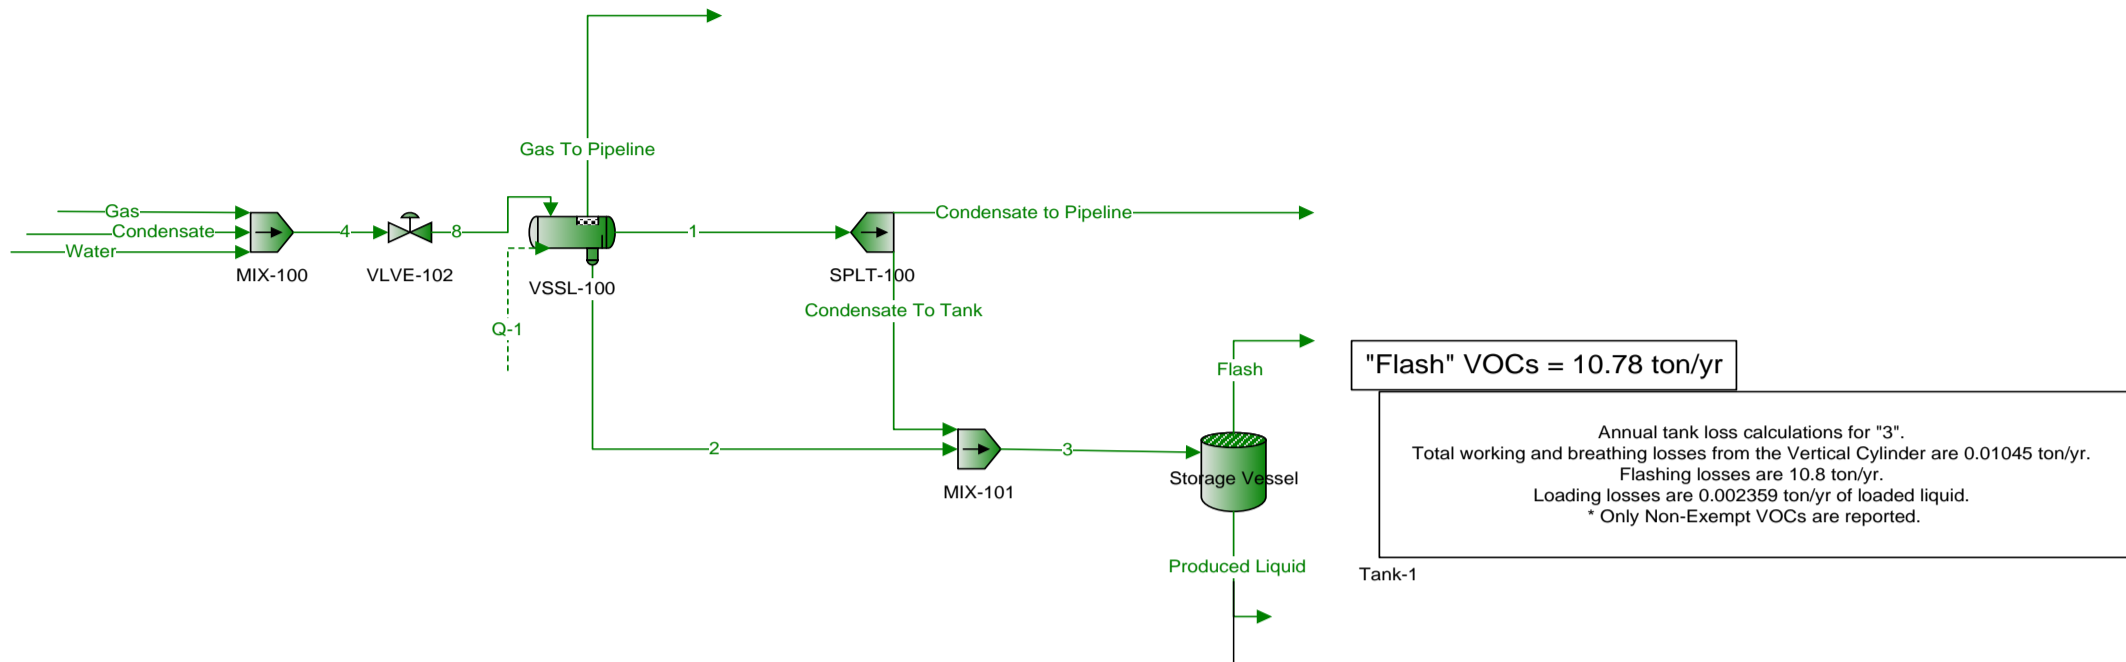 Gas To Pipeline
Gas
Condensate
Water
4
8
1
Condensate to Pipeline
MIX-100
VLVE-102
VSSL-100
SPLT-100
Q-1
Condensate To Tank
"Flash" VOCs = 10.78 ton/yr
Flash
Annual tank loss calculations for "3".
Total working and breathing losses from the Vertical Cylinder are 0.01045 ton/yr.
Flashing losses are 10.8 ton/yr.
Loading losses are 0.002359 ton/yr of loaded liquid.
* Only Non-Exempt VOCs are reported.
2
3
MIX-101
Storage Vessel
Produced Liquid
Tank-1